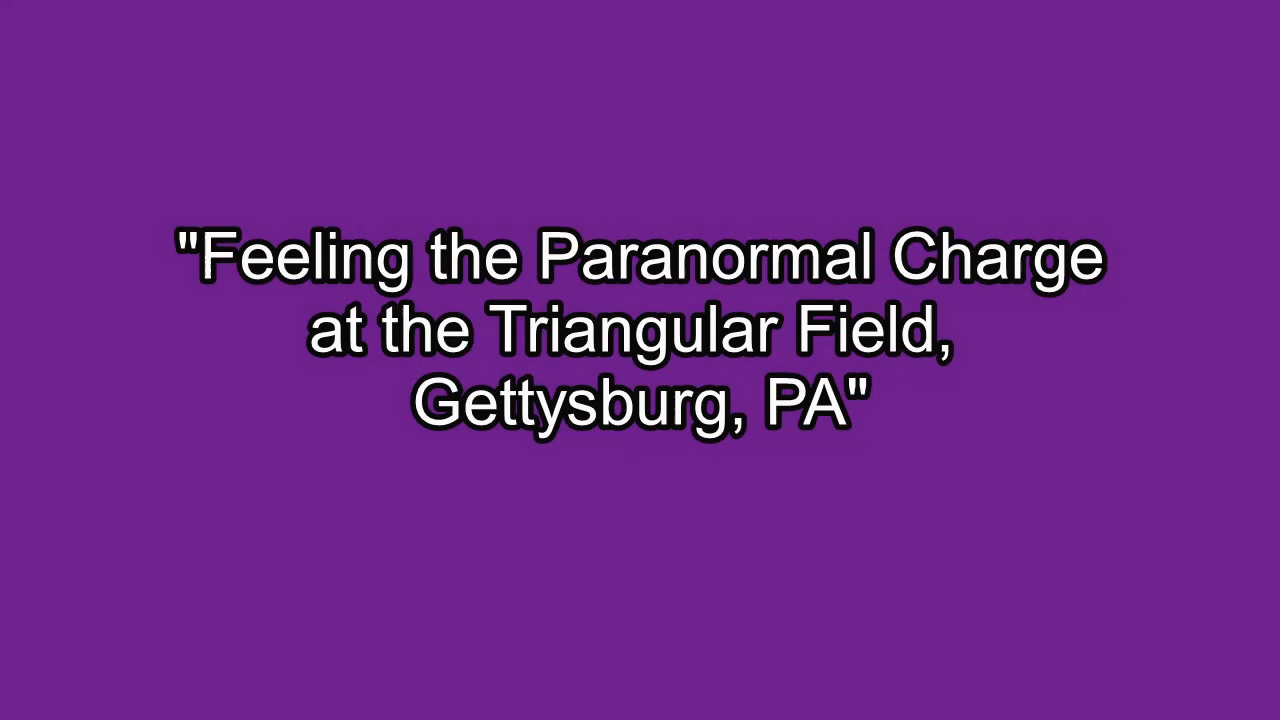 "Feeling the Paranormal Charge
at the Triangular Field,
Gettysburg, PA"